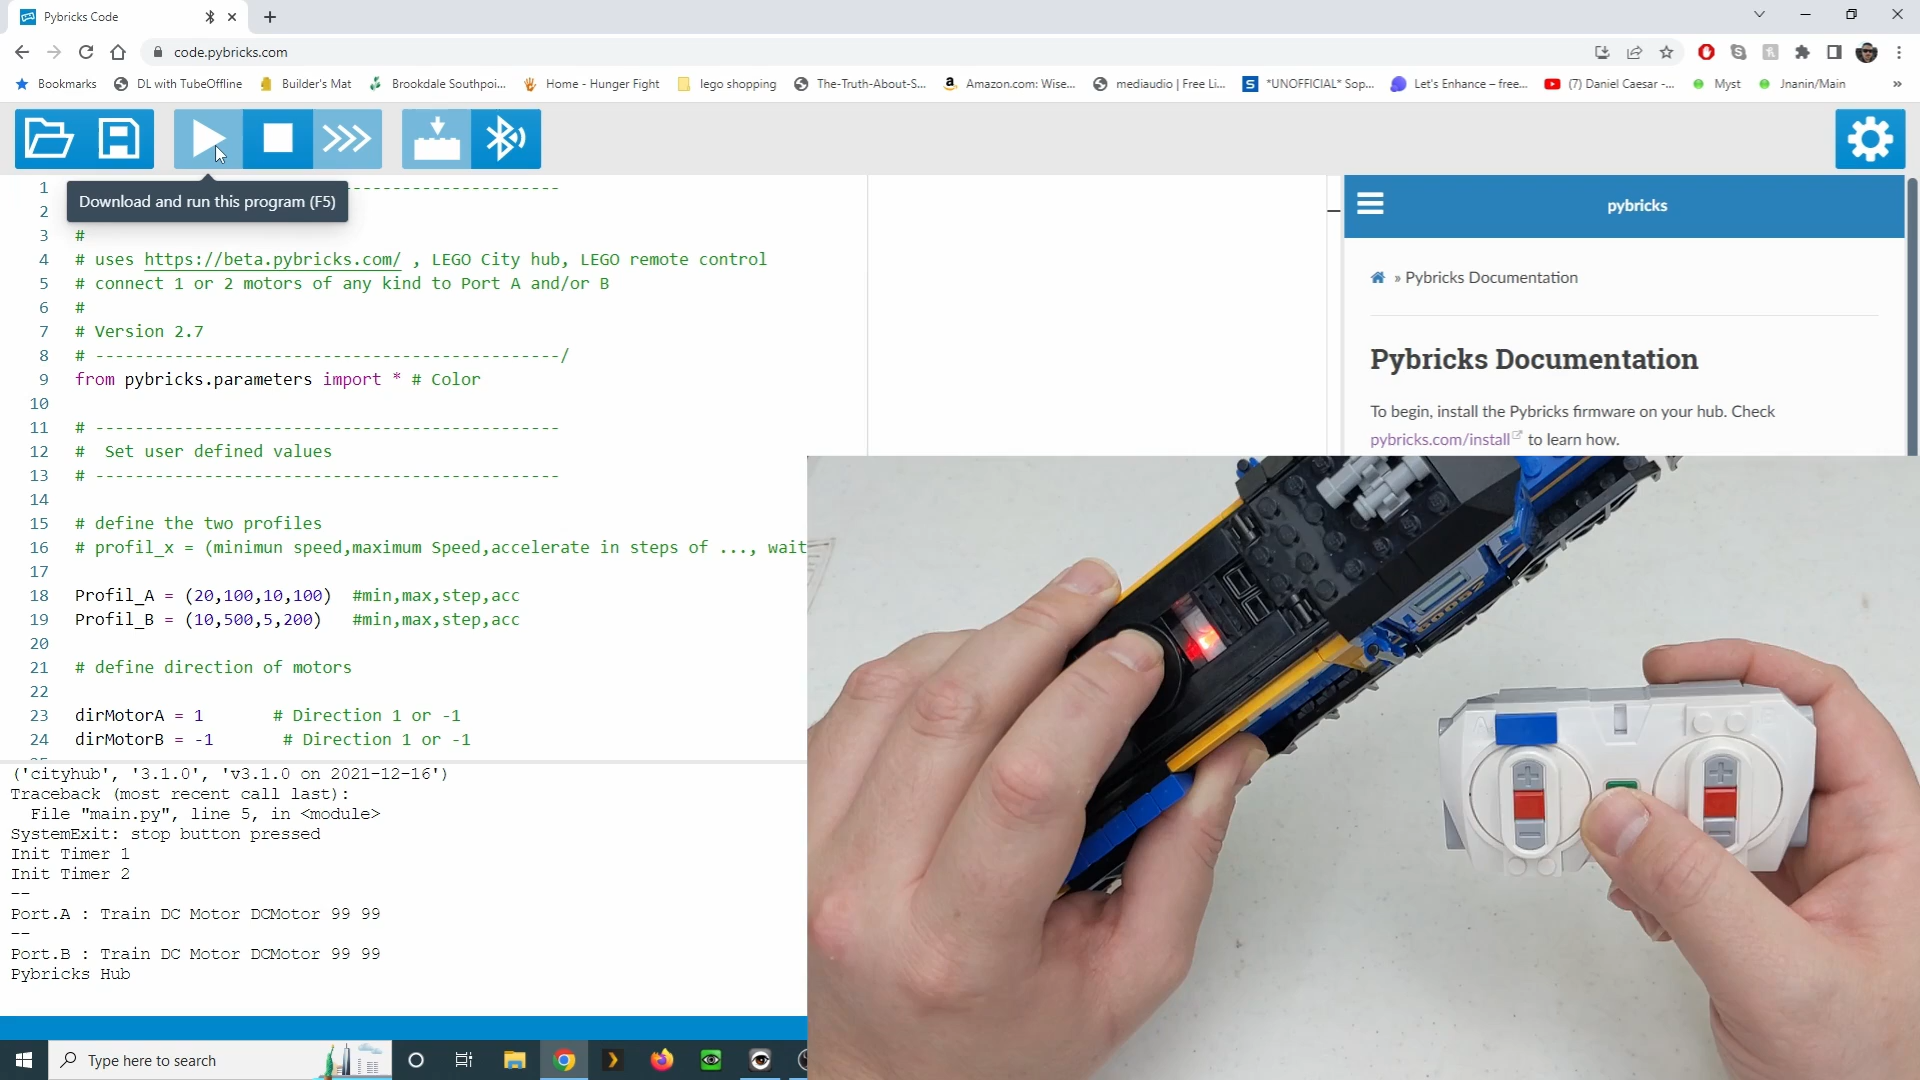 Pybricks Code
code.pybricks.com
Bookmarks DL with TubeOffline Builder's Mat Brookdale Southpoi... Home - Hunger Fight lego shopping The-Truth-About-S... Amazon.com: Wise... mediaudio | Free Li... *UNOFFICIAL* Sop... Let's Enhance – free... (7) Daniel Caesar -... Myst Jnanin/Main »
Download and run this program (F5)
1 ---------------------
2
3 #
4 # uses https://beta.pybricks.com/ , LEGO City hub, LEGO remote control
5 # connect 1 or 2 motors of any kind to Port A and/or B
6 #
7 # Version 2.7
8 # -----------------------------------------------/
9 from pybricks.parameters import * # Color
10
11 # -----------------------------------------------
12 #  Set user defined values
13 # -----------------------------------------------
14
15 # define the two profiles
16 # profil_x = (minimun speed,maximum Speed,accelerate in steps of ..., wait
17
18 Profil_A = (20,100,10,100)  #min,max,step,acc
19 Profil_B = (10,500,5,200)   #min,max,step,acc
20
21 # define direction of motors
22
23 dirMotorA = 1       # Direction 1 or -1
24 dirMotorB = -1       # Direction 1 or -1
('cityhub', '3.1.0', 'v3.1.0 on 2021-12-16')
Traceback (most recent call last):
  File "main.py", line 5, in <module>
SystemExit: stop button pressed
Init Timer 1
Init Timer 2
--
Port.A : Train DC Motor DCMotor 99 99
--
Port.B : Train DC Motor DCMotor 99 99
Pybricks Hub
pybricks
» Pybricks Documentation
Pybricks Documentation
To begin, install the Pybricks firmware on your hub. Check
pybricks.com/install to learn how.
Type here to search